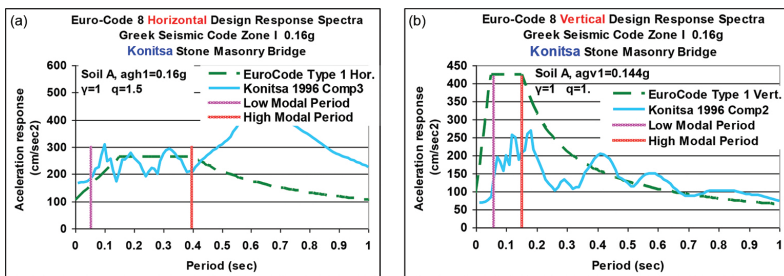 (a)
Euro-Code 8 Horizontal Design Response Spectra
Greek Seismic Code Zone I 0.16g
Konitsa Stone Masonry Bridge
Soil A, agh1=0.16g
γ=1 q=1.5
EuroCode Type 1 Hor.
Konitsa 1996 Comp3
Low Modal Period
High Modal Period
Aceleration response
(cm/sec2)
600
500
400
300
200
100
0
0 0.1 0.2 0.3 0.4 0.5 0.6 0.7 0.8 0.9 1
Period (sec)
(b)
Euro-Code 8 Vertical Design Response Spectra
Greek Seismic Code Zone I 0.16g
Konitsa Stone Masonry Bridge
Soil A, agv1=0.144g
γ=1 q=1.
EuroCode Type 1 Vert.
Konitsa 1996 Comp2
Low Modal Period
High Modal Period
Aceleration response
(cm/sec2)
450
400
350
300
250
200
150
100
50
0
0 0.1 0.2 0.3 0.4 0.5 0.6 0.7 0.8 0.9 1
Period (sec)